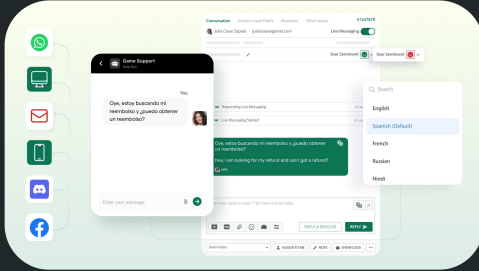 Conversation Custom Issue Fields Metadata Other Issues #1247879
Julia Cesar Zapata
Live Messaging
User Sentiment
User Sentiment
Game Support
You
Oye, estoy buscando mi
reembolso y ¿puedo obtener
un reembolso?
Enter your message
Requesting Live Messaging
Live Messaging Started
Oye, estoy buscando mi reembolso y ¿puedo obtener
un reembolso?
Hey, I am looking for my refund and can I get a refund?
Julia
REPLY & RESOLVE
REPLY
ASSIGN TO ME
NOTE
SHOW LOGS
Search
English
Spanish (Default)
French
Russian
Hindi